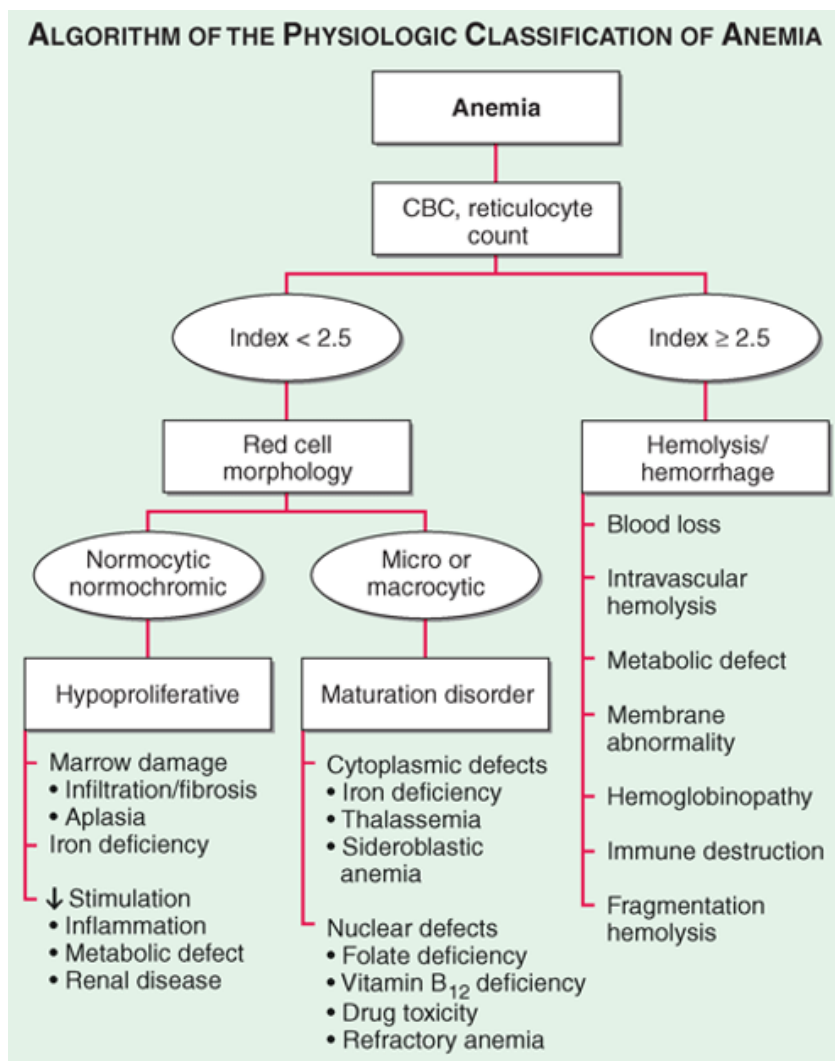 ALGORITHM OF THE PHYSIOLOGIC CLASSIFICATION OF ANEMIA
Anemia
CBC, reticulocyte
count
Index < 2.5
Index ≥ 2.5
Red cell
morphology
Hemolysis/
hemorrhage
Normocytic
normochromic
Micro or
macrocytic
Hypoproliferative
Maturation disorder
Marrow damage
• Infiltration/fibrosis
• Aplasia
Iron deficiency
↓ Stimulation
• Inflammation
• Metabolic defect
• Renal disease
Cytoplasmic defects
• Iron deficiency
• Thalassemia
• Sideroblastic
anemia
Nuclear defects
• Folate deficiency
• Vitamin B₁₂ deficiency
• Drug toxicity
• Refractory anemia
Blood loss
Intravascular
hemolysis
Metabolic defect
Membrane
abnormality
Hemoglobinopathy
Immune destruction
Fragmentation
hemolysis